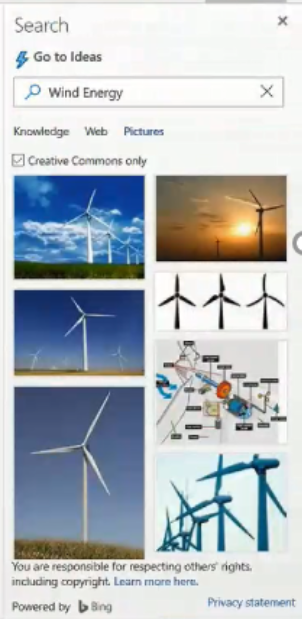 Search
Go to Ideas
Wind Energy
Knowledge Web Pictures
Creative Commons only
You are responsible for respecting others' rights,
including copyright. Learn more here.
Powered by Bing Privacy statement